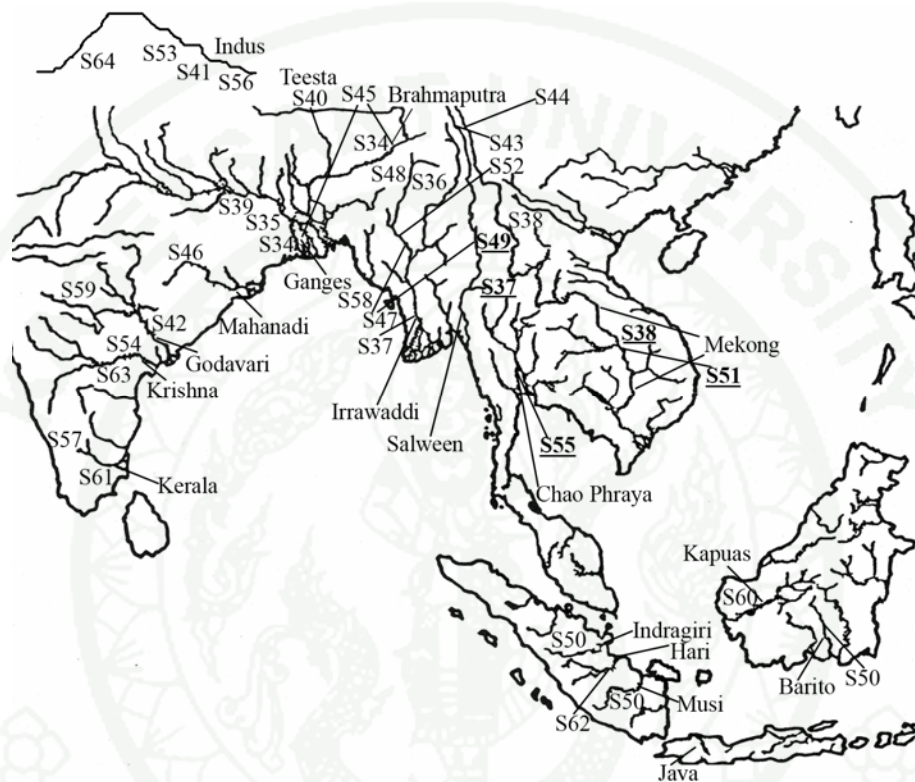 Indus
S53
S64
S41
S56
Teesta
S40
S45
Brahmaputra
S44
S34
S43
S52
S48
S36
S39
S35
S38
S34
S49
Ganges
S46
S37
S59
S58
S47
Mahanadi
S42
S37
S38
Mekong
S54
Godavari
S51
S63
Krishna
Irrawaddi
Salween
S57
S55
S61
Kerala
Chao Phraya
Kapuas
S60
S50
Indragiri
Hari
S50
Barito
S50
Musi
S62
Java
UNIVERSITY